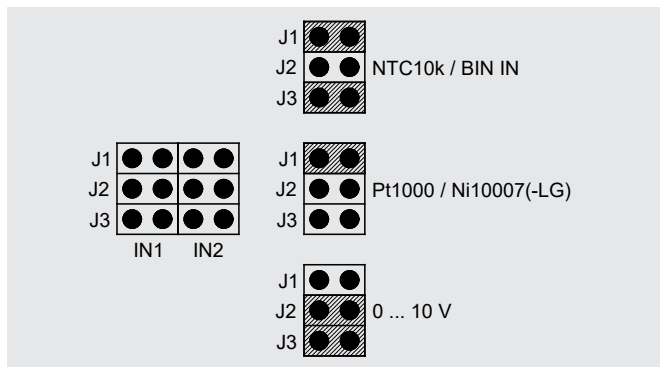 J1
J2 NTC10k / BIN IN
J3
J1
J2
J3
IN1 IN2
J1
J2 Pt1000 / Ni10007(-LG)
J3
J1
J2 0 ... 10 V
J3